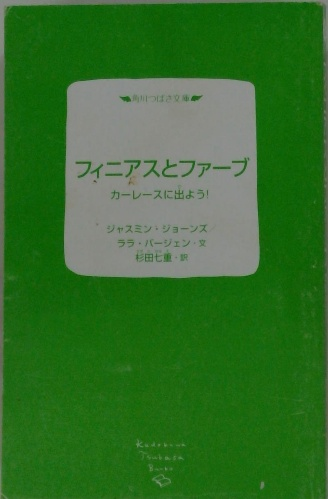 角川つばさ文庫
フィニアスとファーブ
カーレースに出よう!
ジャスミン・ジョーンズ
ララ・バージェン・文
杉田七重・訳
Kadokawa
Tsubasa
Bunko